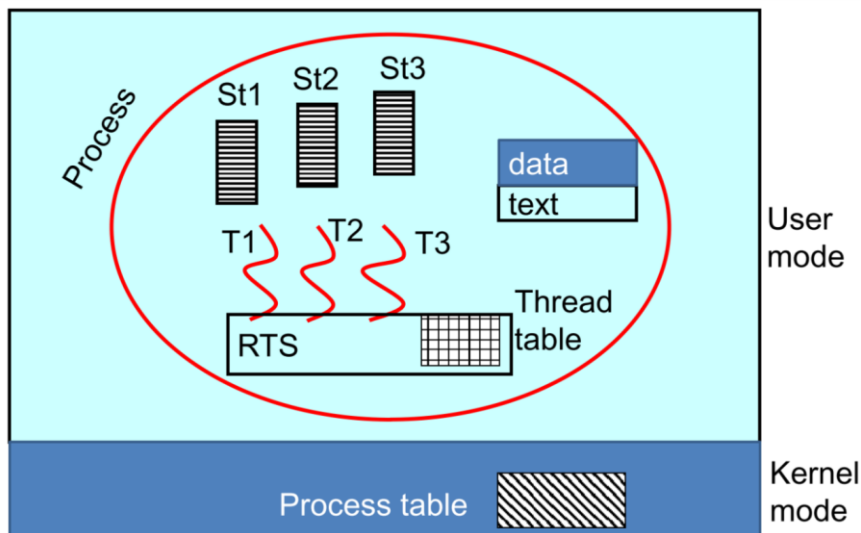 St1
St2
St3
Process
data
text
T1
T2
T3
User
mode
RTS
Thread
table
Process table
Kernel
mode